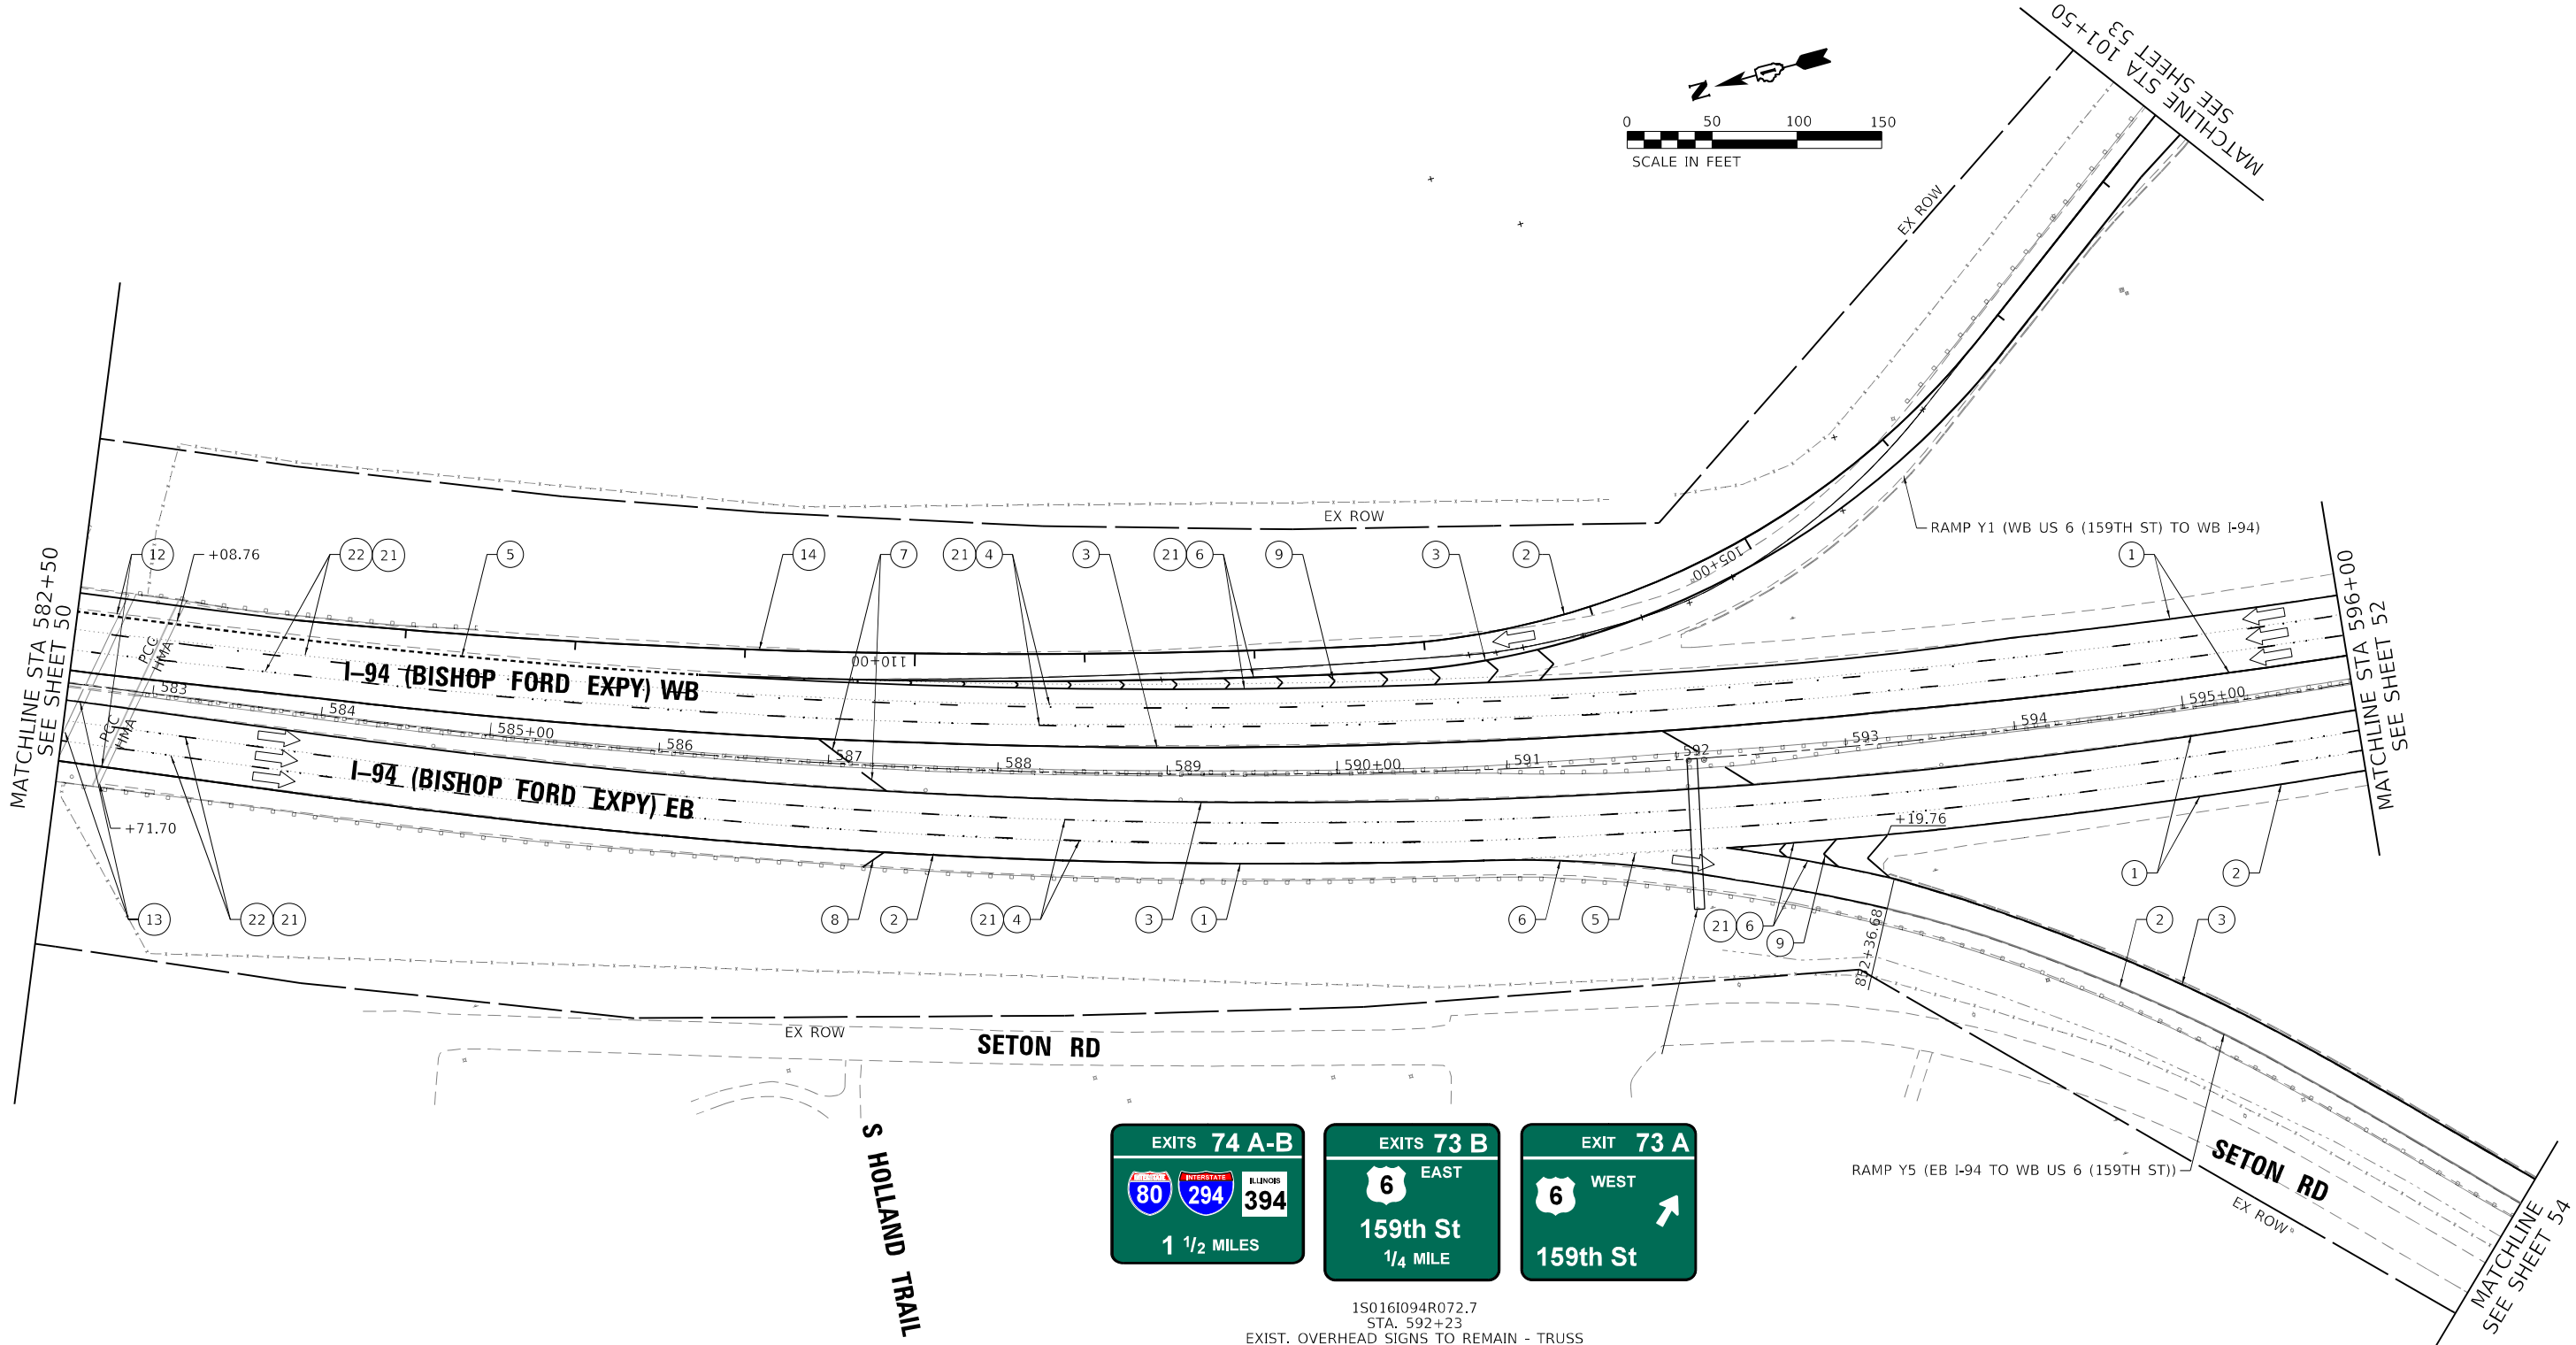 MATCHLINE STA 101+50
SEE SHEET 53
N
0 50 100 150
SCALE IN FEET
EX ROW
EX ROW
RAMP Y1 (WB US 6 (159TH ST) TO WB I-94)
12
+08.76
22 21
5
14
7
21 4
3
21 6
9
3
2
1
105+00
110+00
MATCHLINE STA 582+50
SEE SHEET 50
MATCHLINE STA 596+00
SEE SHEET 52
PCC
HMA
I-94 (BISHOP FORD EXPY) WB
583
584
585+00
586
587
588
589
590+00
591
592
593
594
595+00
PCC
HMA
I-94 (BISHOP FORD EXPY) EB
+71.70
+19.76
13
22 21
8
2
21 4
3
1
6
5
21 6
9
1
2
2
3
852+36.68
EX ROW
SETON RD
S HOLLAND TRAIL
EXITS 74 A-B
INTERSTATE 80
INTERSTATE 294
ILLINOIS 394
1 1/2 MILES
EXITS 73 B
6 EAST
159th St
1/4 MILE
EXIT 73 A
6 WEST
159th St
1S016I094R072.7
STA. 592+23
EXIST. OVERHEAD SIGNS TO REMAIN - TRUSS
RAMP Y5 (EB I-94 TO WB US 6 (159TH ST))
SETON RD
EX ROW
MATCHLINE
SEE SHEET 54